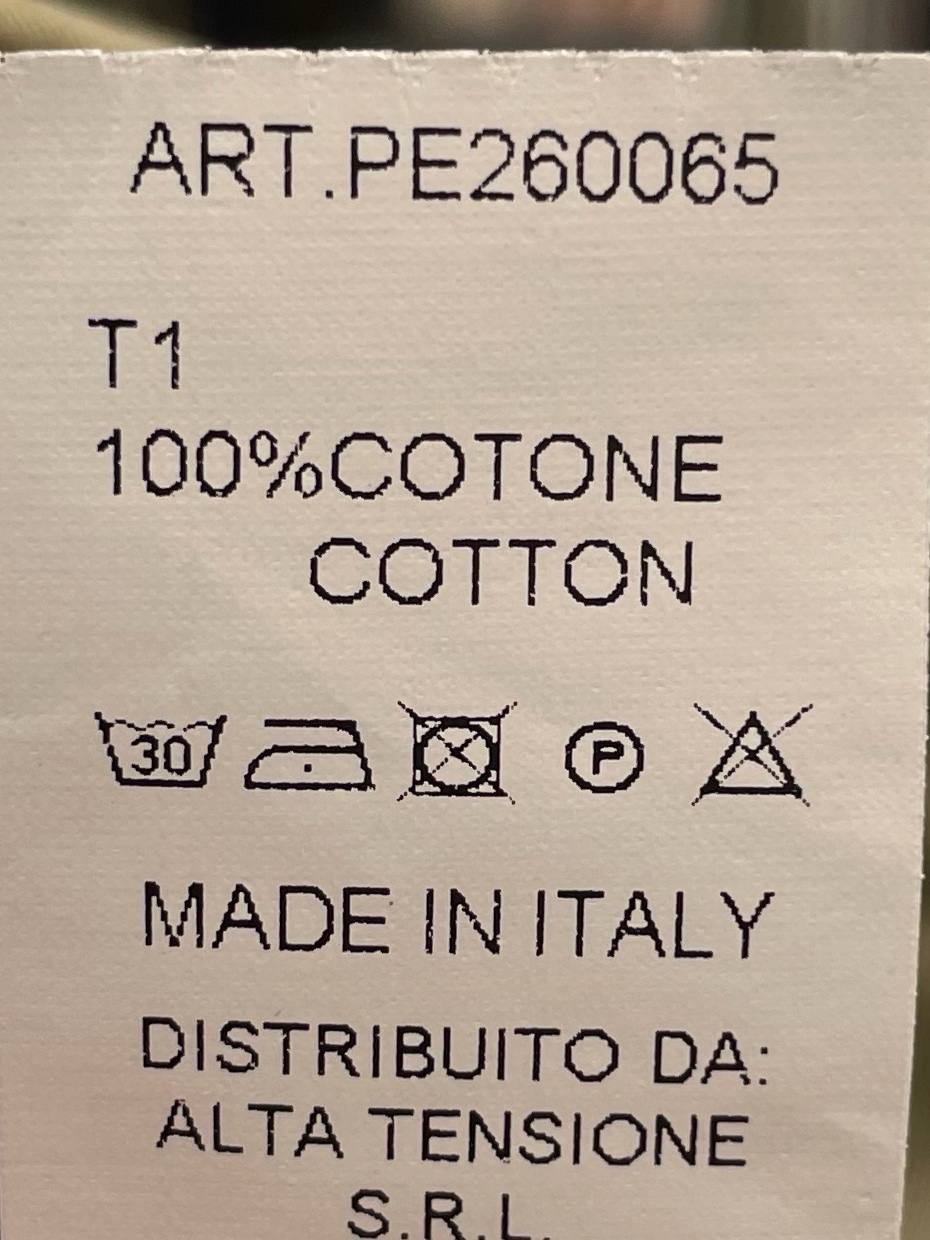 ART.PE260065
T1
100%COTONE
COTTON
30 P
MADE IN ITALY
DISTRIBUITO DA:
ALTA TENSIONE
S.R.L.